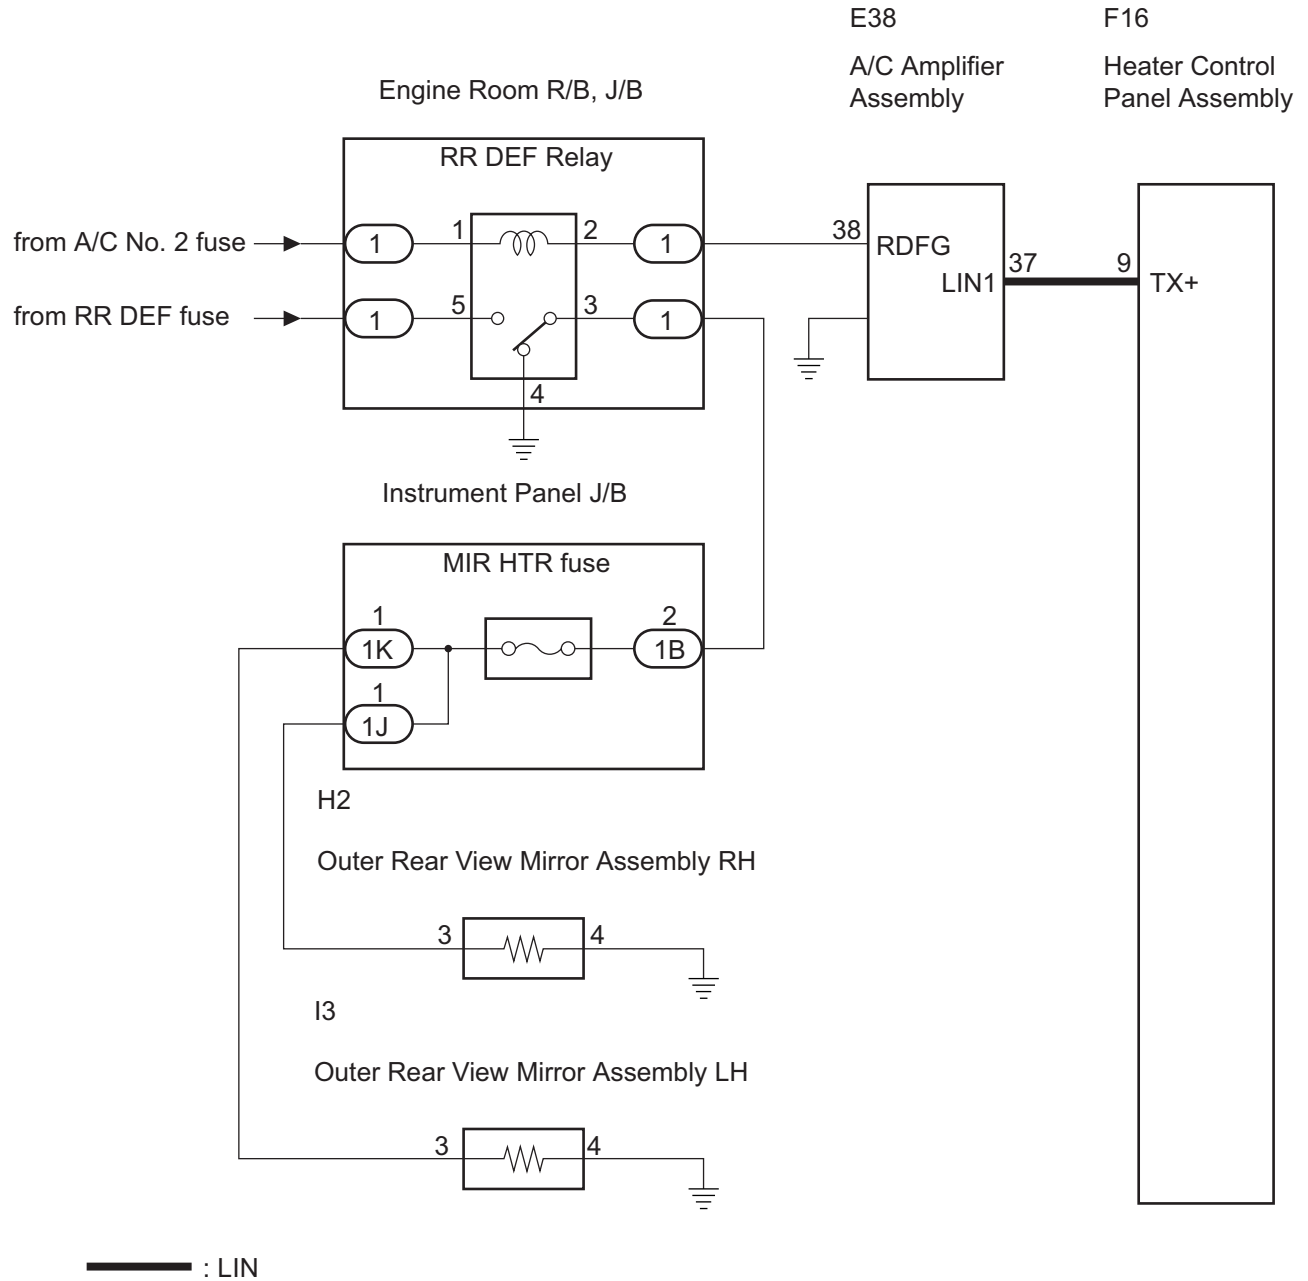 E38
F16
A/C Amplifier
Assembly
Heater Control
Panel Assembly
Engine Room R/B, J/B
RR DEF Relay
from A/C No. 2 fuse
1
1
2
1
38
RDFG
37
9
LIN1
TX+
from RR DEF fuse
1
5
3
1
4
Instrument Panel J/B
MIR HTR fuse
1
2
1K
1B
1
1J
H2
Outer Rear View Mirror Assembly RH
3
4
I3
Outer Rear View Mirror Assembly LH
3
4
: LIN